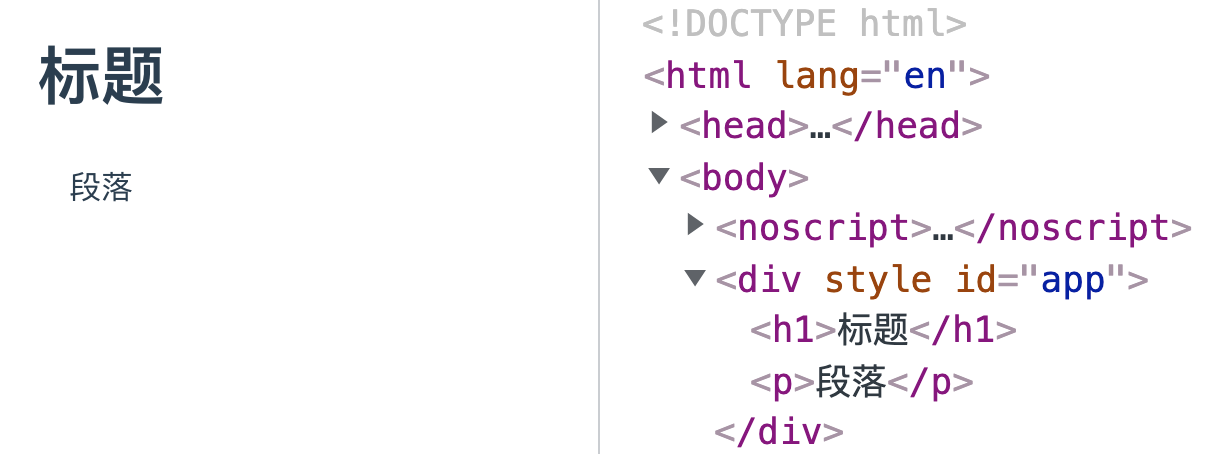 标题
段落
<!DOCTYPE html>
<html lang="en">
<head>…</head>
<body>
<noscript>…</noscript>
<div style id="app">
<h1>标题</h1>
<p>段落</p>
</div>